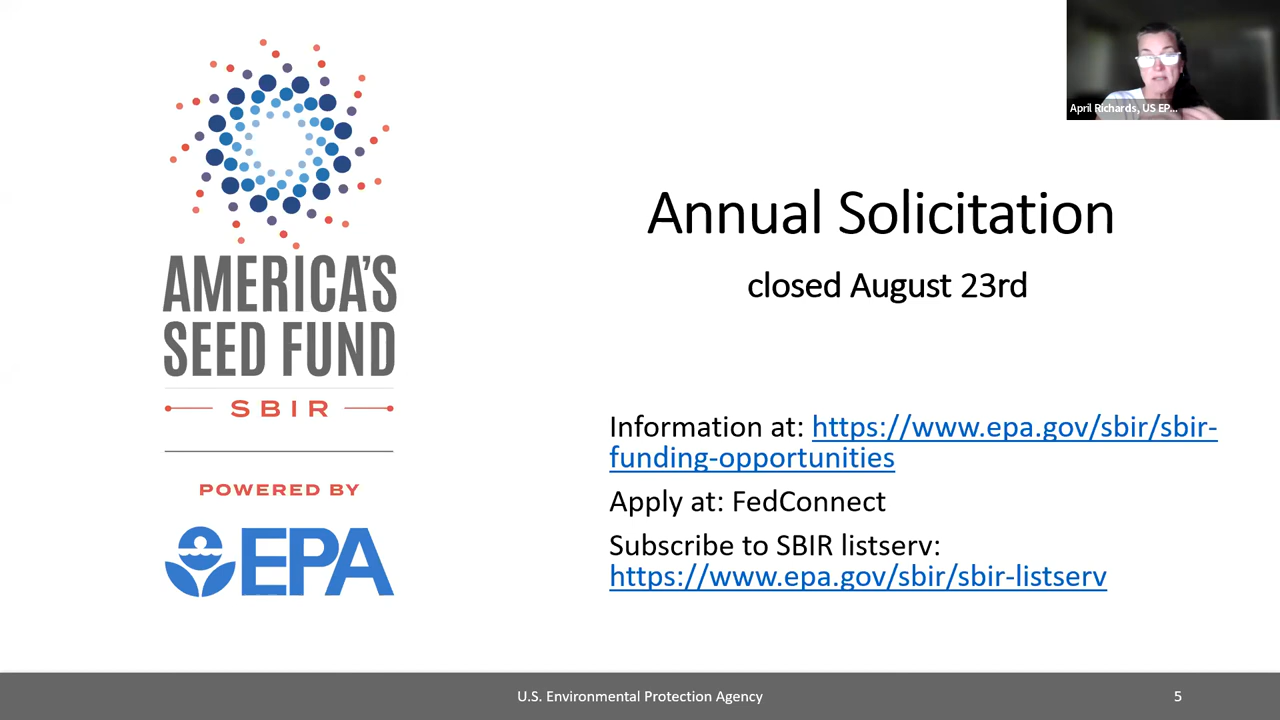 April Richards, US EP...
AMERICA'S
SEED FUND
SBIR
POWERED BY
EPA
Annual Solicitation
closed August 23rd
Information at: https://www.epa.gov/sbir/sbir-
funding-opportunities
Apply at: FedConnect
Subscribe to SBIR listserv:
https://www.epa.gov/sbir/sbir-listserv
U.S. Environmental Protection Agency
5